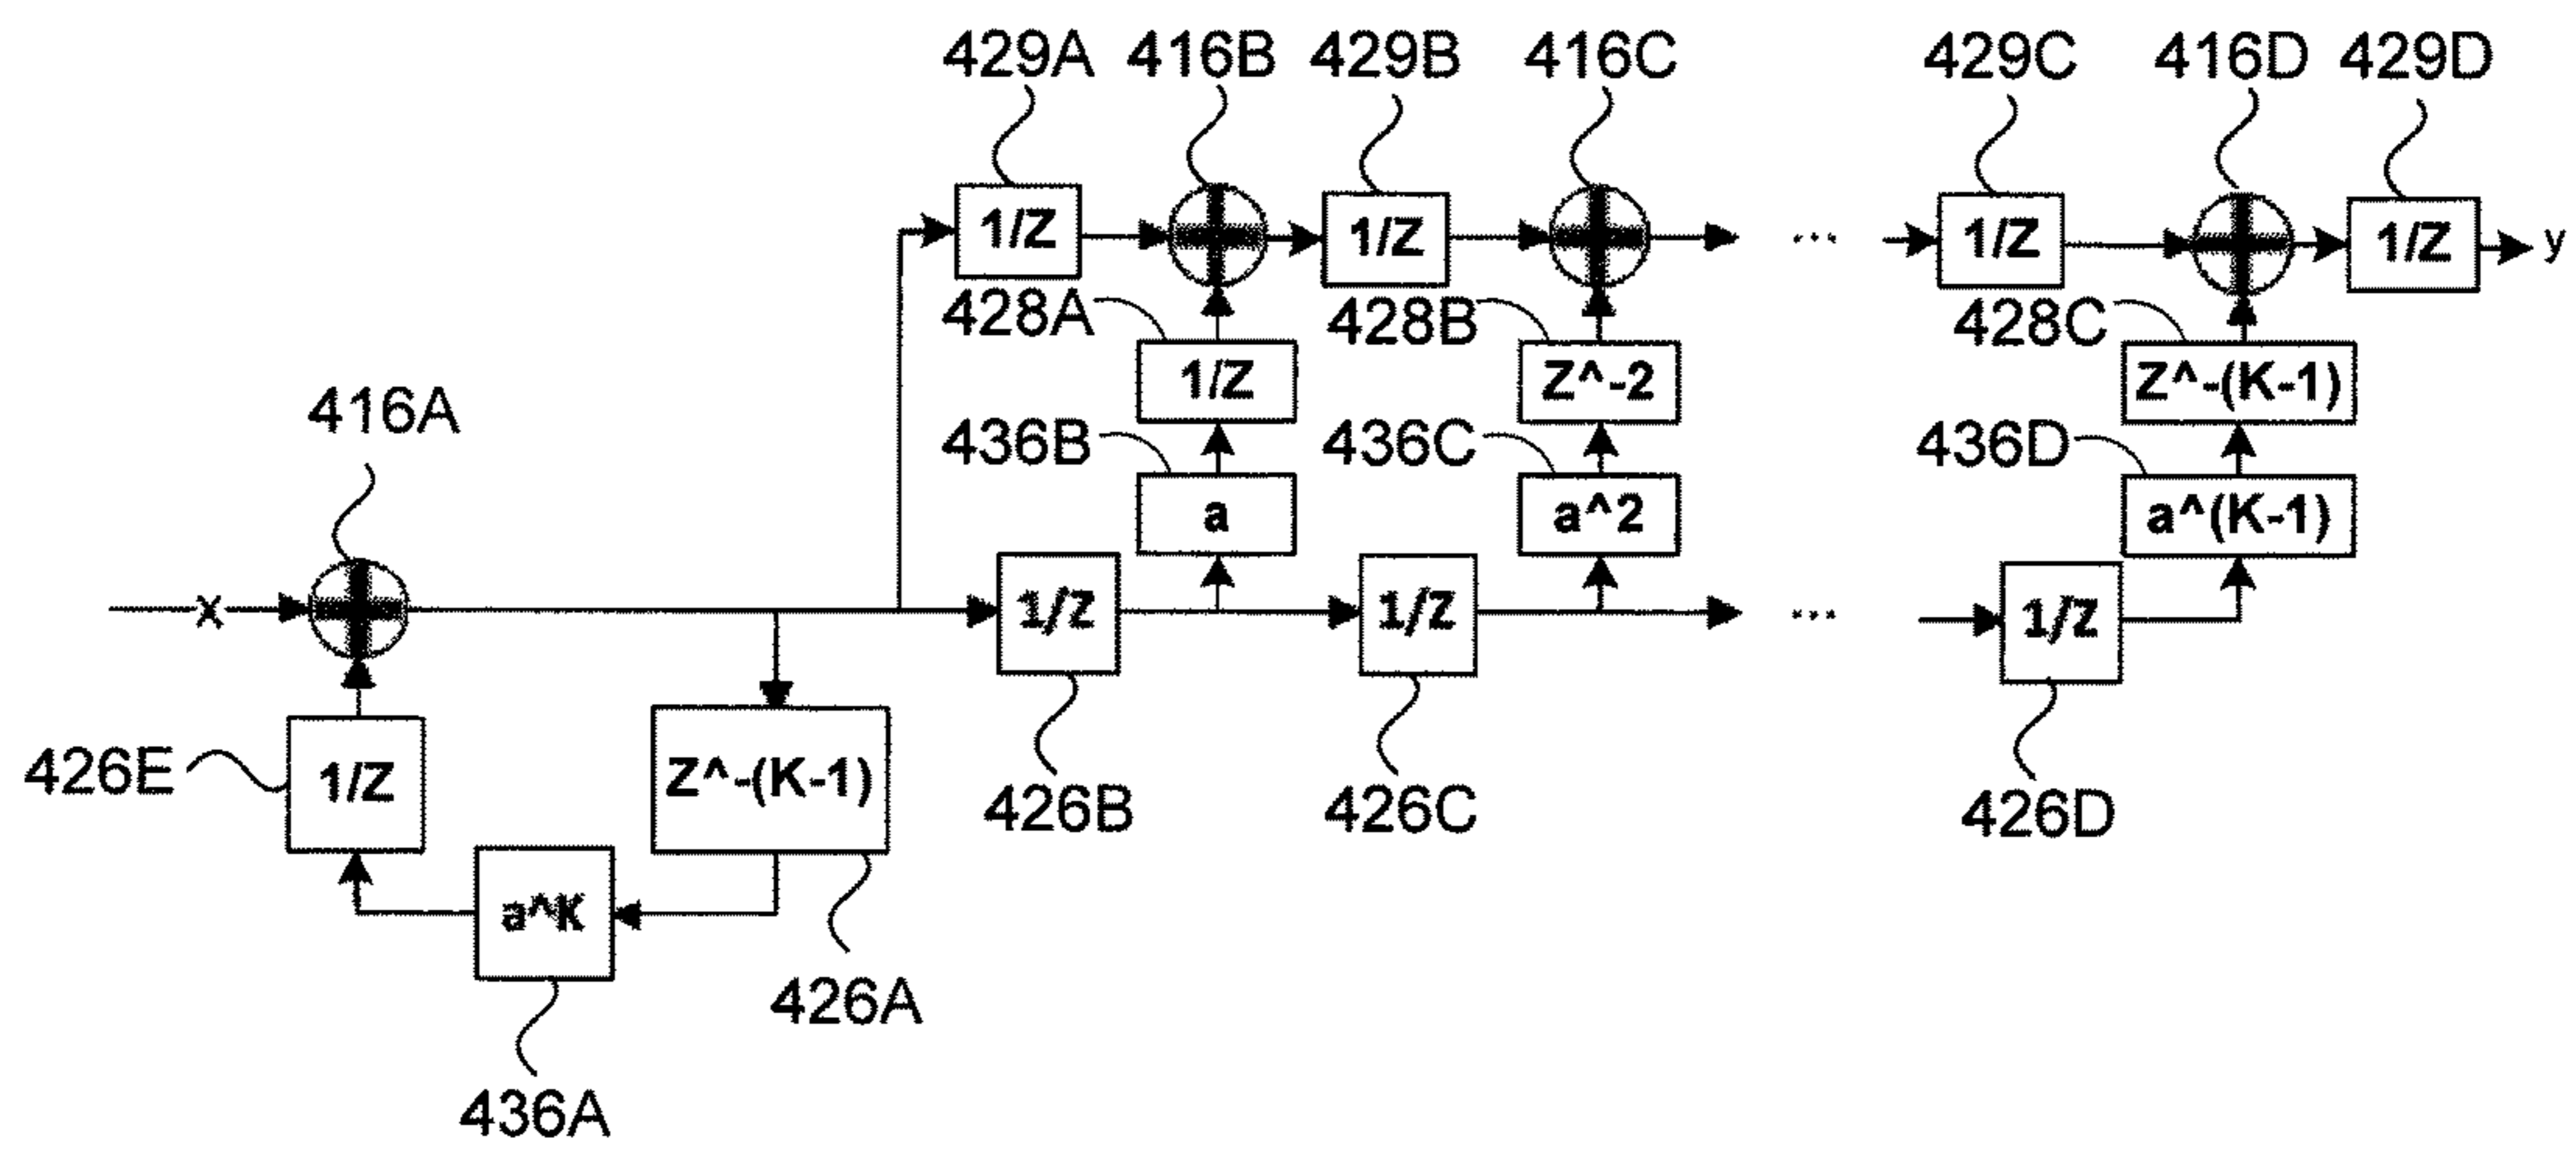 429A 416B 429B 416C 429C 416D 429D
1/Z 1/Z ... 1/Z 1/Z y
428A 428B 428C
1/Z Z^-2 Z^-(K-1)
416A 436B 436C 436D
a a^2 a^(K-1)
x 1/Z 1/Z ... 1/Z
426E 1/Z Z^-(K-1) 426B 426C 426D
a^K
426A
436A